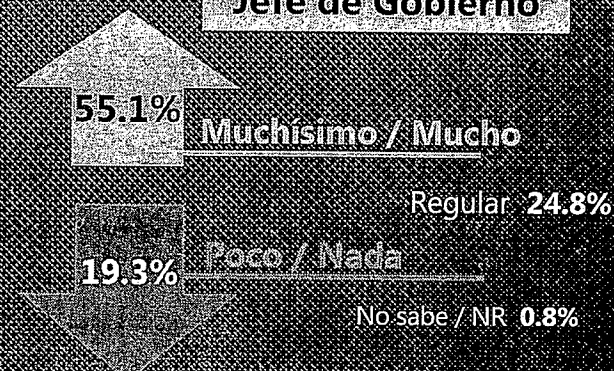 Jefe de Gobierno
55.1%
Muchísimo / Mucho
Regular 24.8%
19.3%
Poco / Nada
No sabe / NR 0.8%